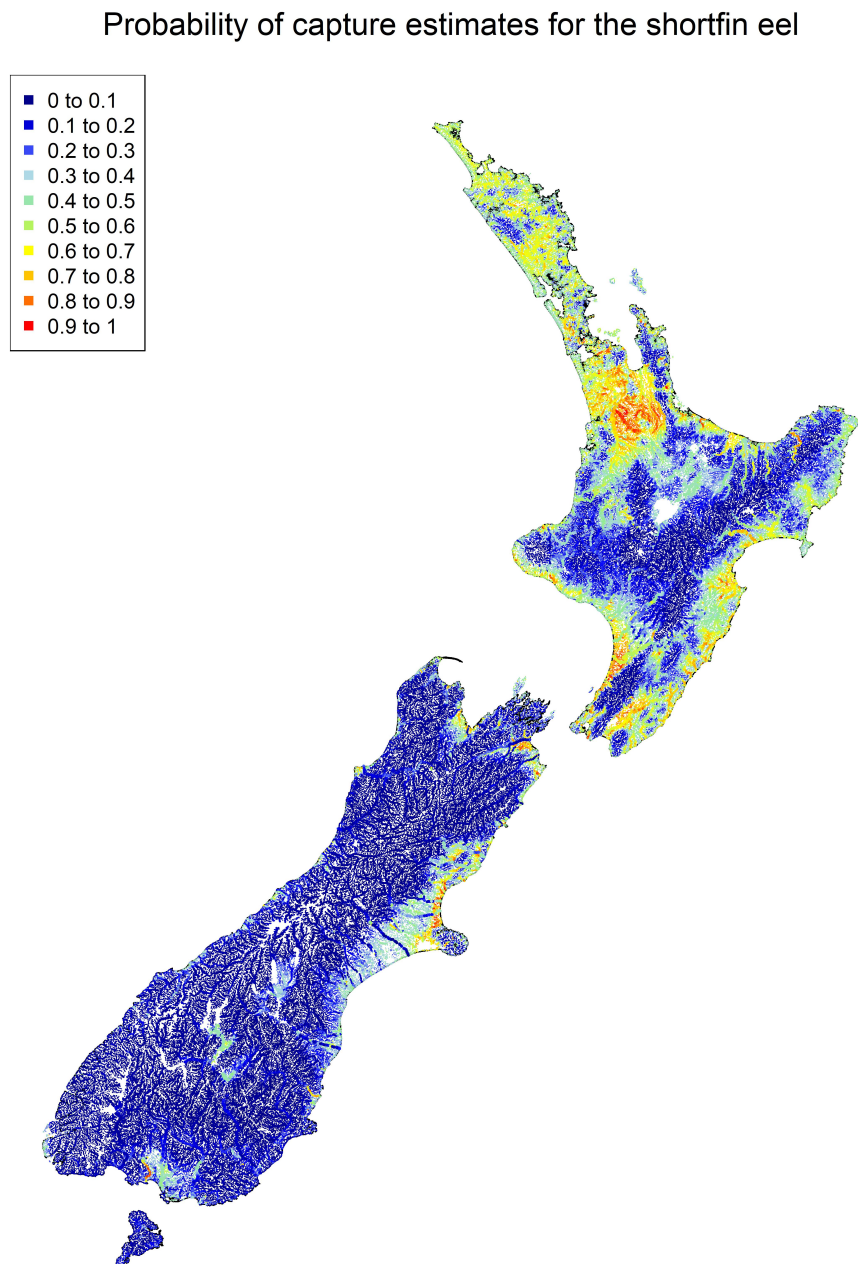 Probability of capture estimates for the shortfin eel
0 to 0.1
0.1 to 0.2
0.2 to 0.3
0.3 to 0.4
0.4 to 0.5
0.5 to 0.6
0.6 to 0.7
0.7 to 0.8
0.8 to 0.9
0.9 to 1